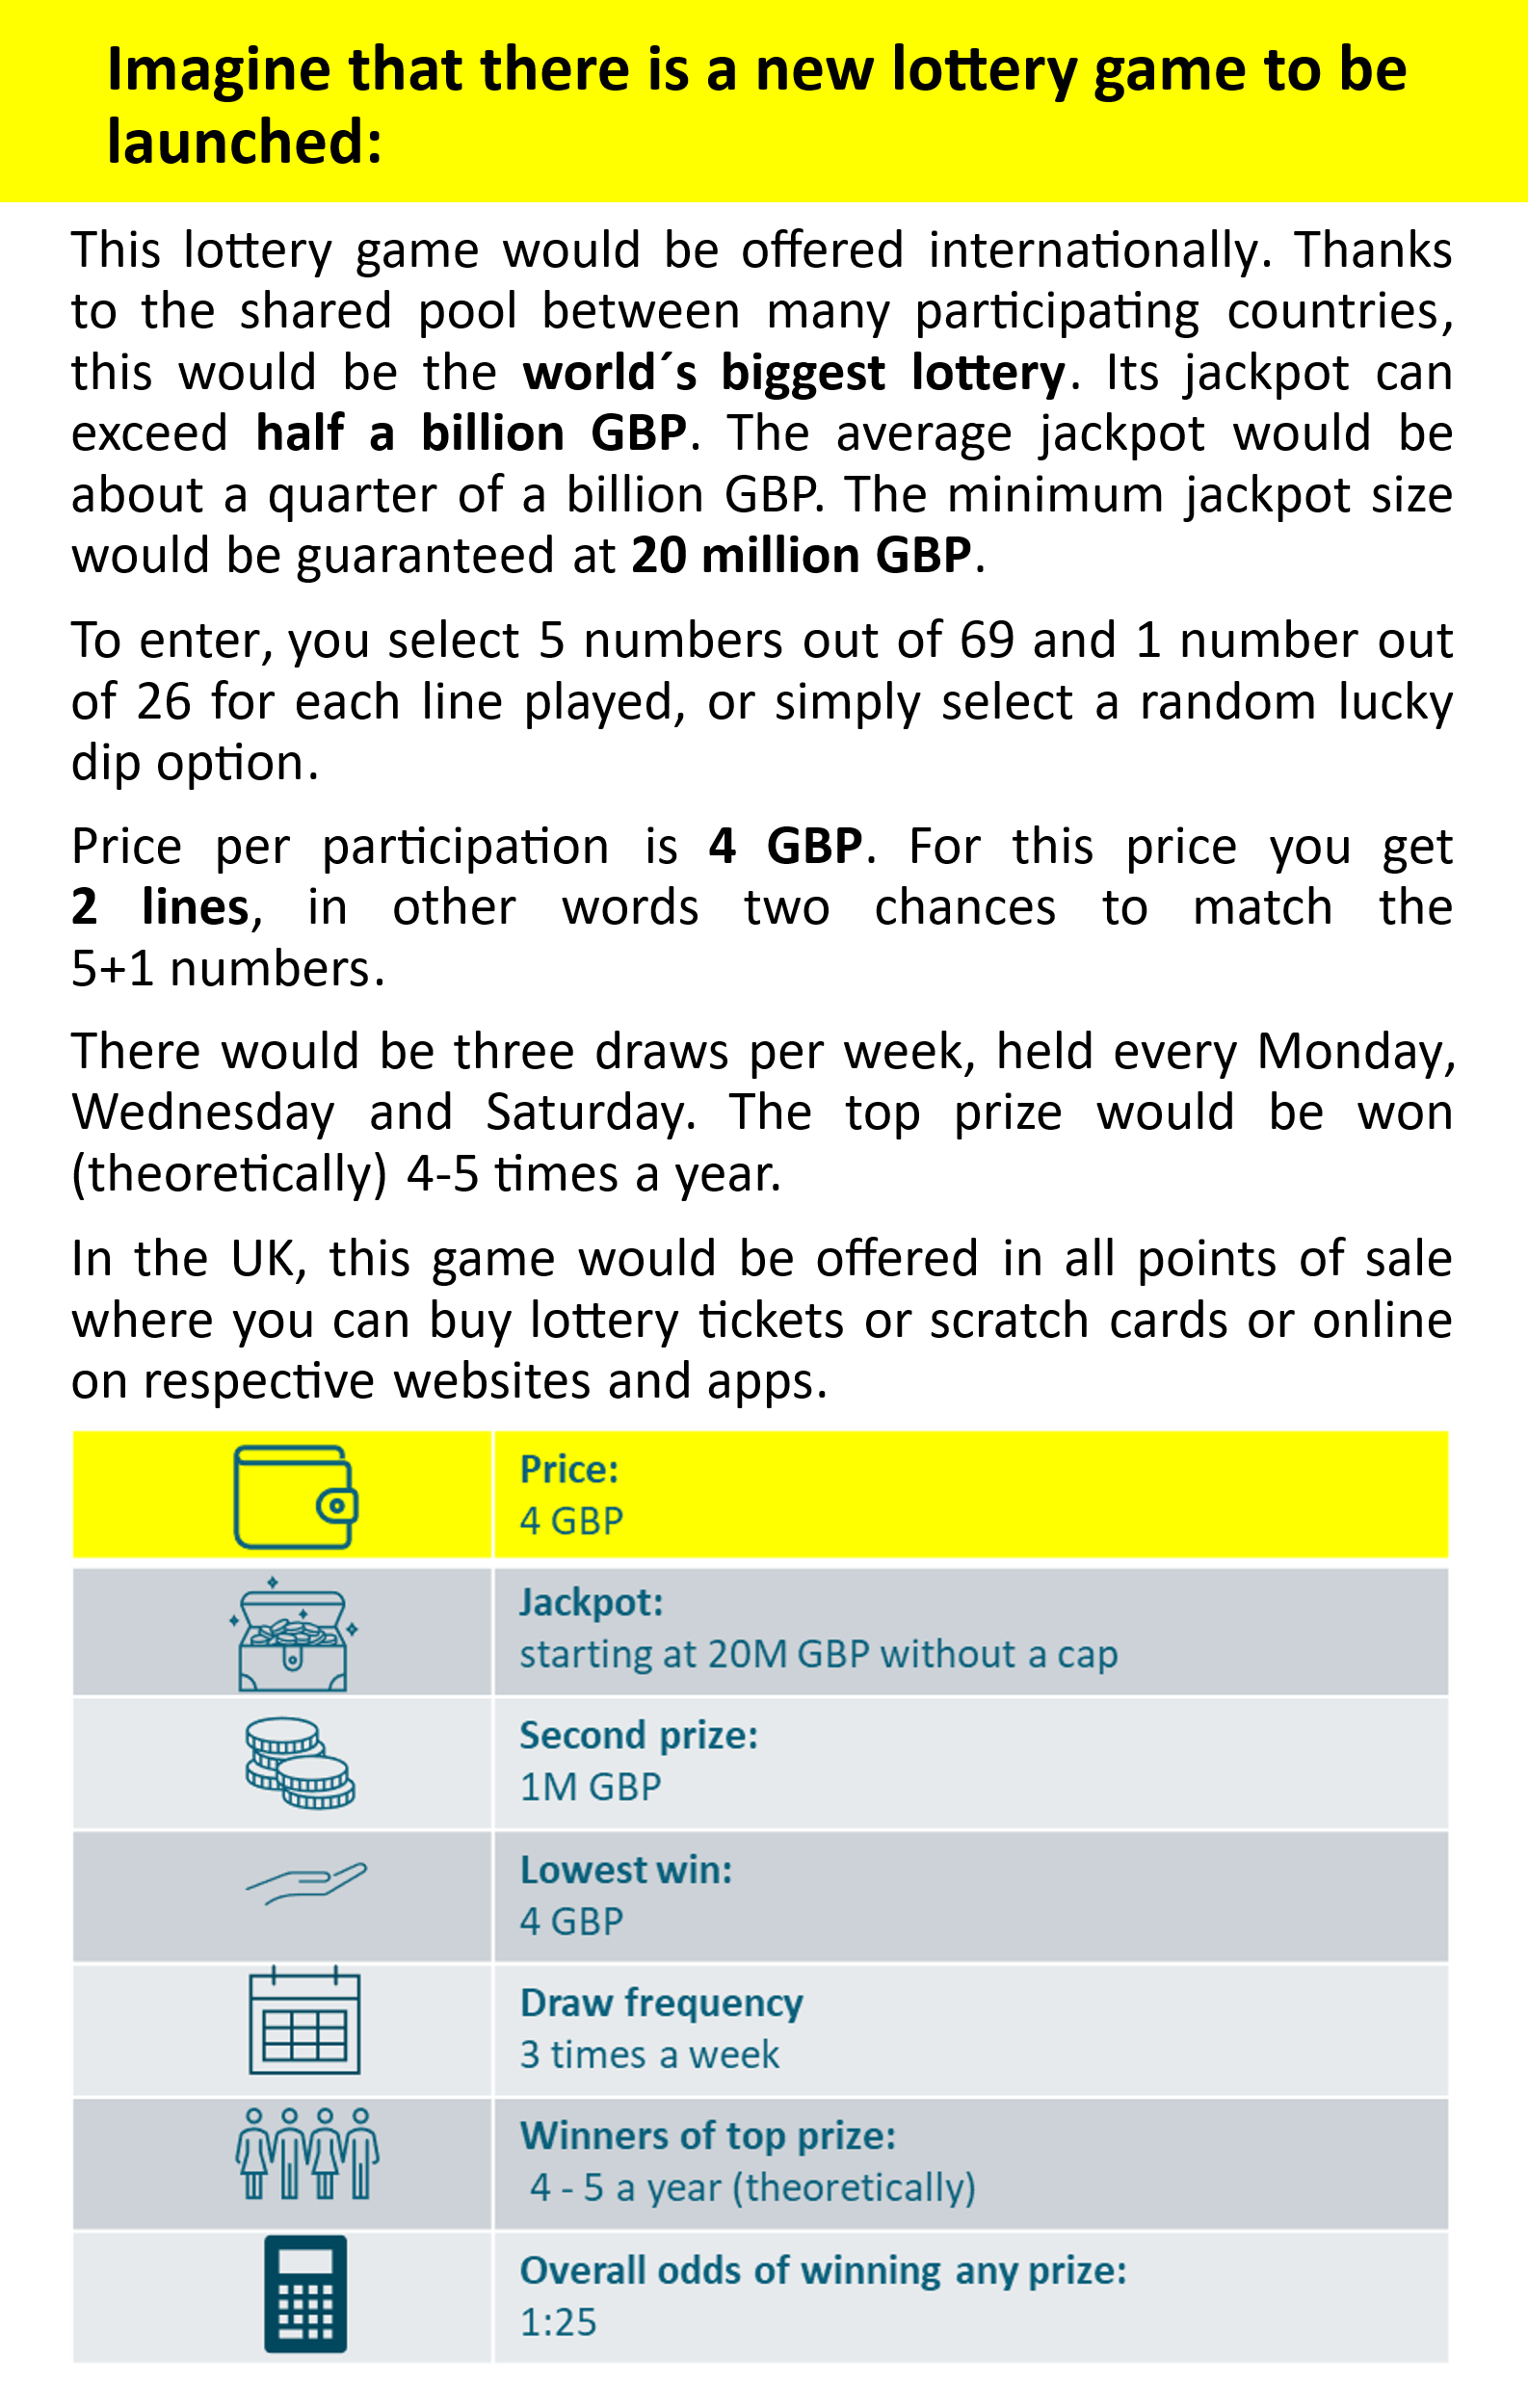 Imagine that there is a new lottery game to be
launched:
This lottery game would be offered internationally. Thanks
to the shared pool between many participating countries,
this would be the world´s biggest lottery. Its jackpot can
exceed half a billion GBP. The average jackpot would be
about a quarter of a billion GBP. The minimum jackpot size
would be guaranteed at 20 million GBP.
To enter, you select 5 numbers out of 69 and 1 number out
of 26 for each line played, or simply select a random lucky
dip option.
Price per participation is 4 GBP. For this price you get
2 lines, in other words two chances to match the
5+1 numbers.
There would be three draws per week, held every Monday,
Wednesday and Saturday. The top prize would be won
(theoretically) 4-5 times a year.
In the UK, this game would be offered in all points of sale
where you can buy lottery tickets or scratch cards or online
on respective websites and apps.
Price:
4 GBP
Jackpot:
starting at 20M GBP without a cap
Second prize:
1M GBP
Lowest win:
4 GBP
Draw frequency
3 times a week
Winners of top prize:
4 - 5 a year (theoretically)
Overall odds of winning any prize:
1:25